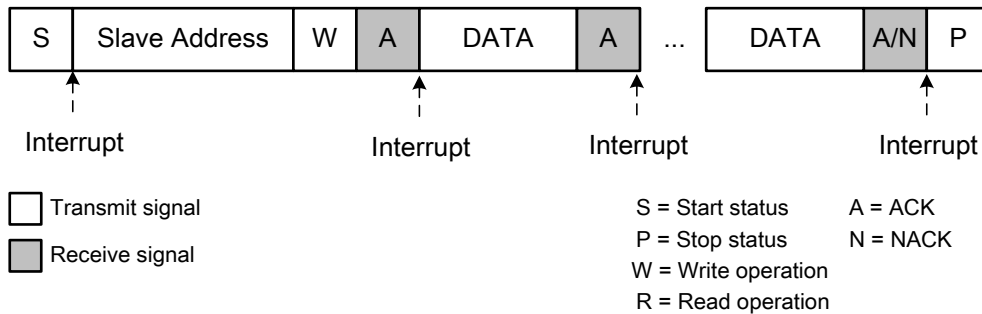 S Slave Address W A DATA A ... DATA A/N P
Interrupt Interrupt Interrupt Interrupt
Transmit signal
Receive signal
S = Start status A = ACK
P = Stop status N = NACK
W = Write operation
R = Read operation